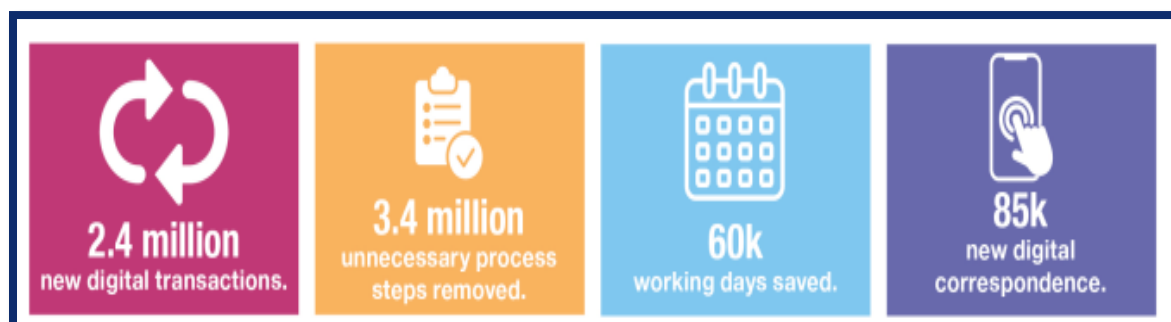 2.4 million
new digital transactions.
3.4 million
unnecessary process
steps removed.
60k
working days saved.
85k
new digital
correspondence.